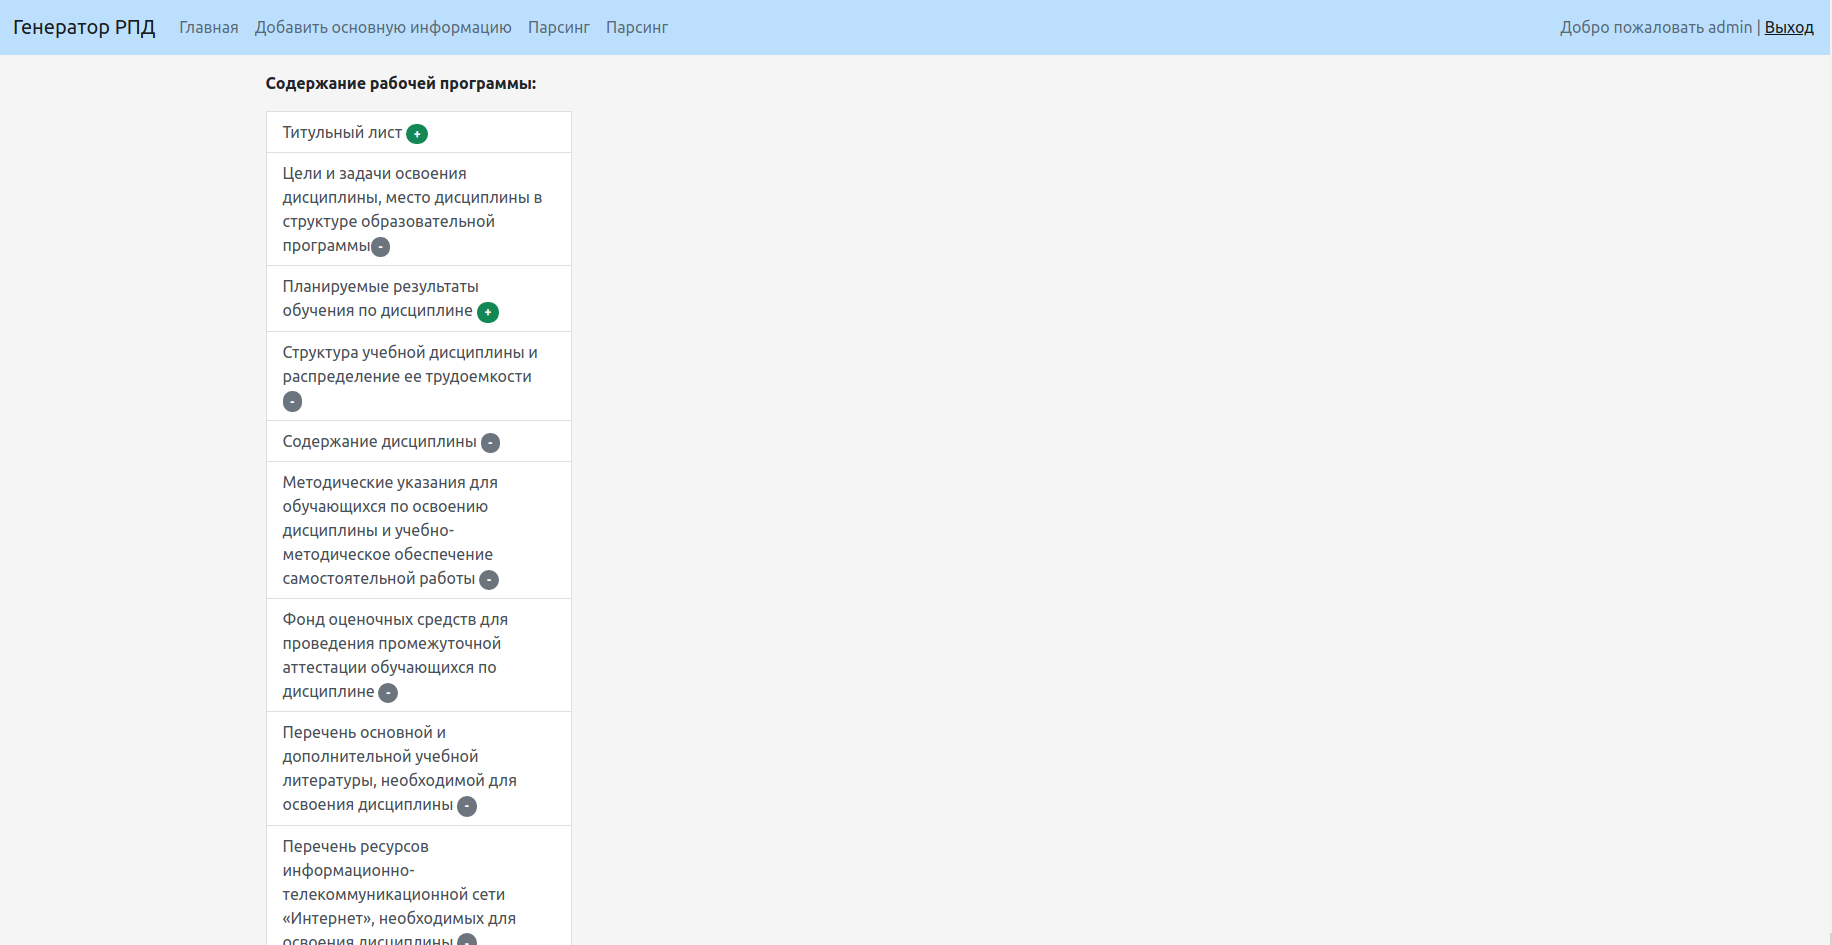 Генератор РПД Главная Добавить основную информацию Парсинг Парсинг Добро пожаловать admin | Выход
Содержание рабочей программы:
Титульный лист +
Цели и задачи освоения
дисциплины, место дисциплины в
структуре образовательной
программы -
Планируемые результаты
обучения по дисциплине +
Структура учебной дисциплины и
распределение ее трудоемкости
-
Содержание дисциплины -
Методические указания для
обучающихся по освоению
дисциплины и учебно-
методическое обеспечение
самостоятельной работы -
Фонд оценочных средств для
проведения промежуточной
аттестации обучающихся по
дисциплине -
Перечень основной и
дополнительной учебной
литературы, необходимой для
освоения дисциплины -
Перечень ресурсов
информационно-
телекоммуникационной сети
«Интернет», необходимых для
освоения дисциплины -